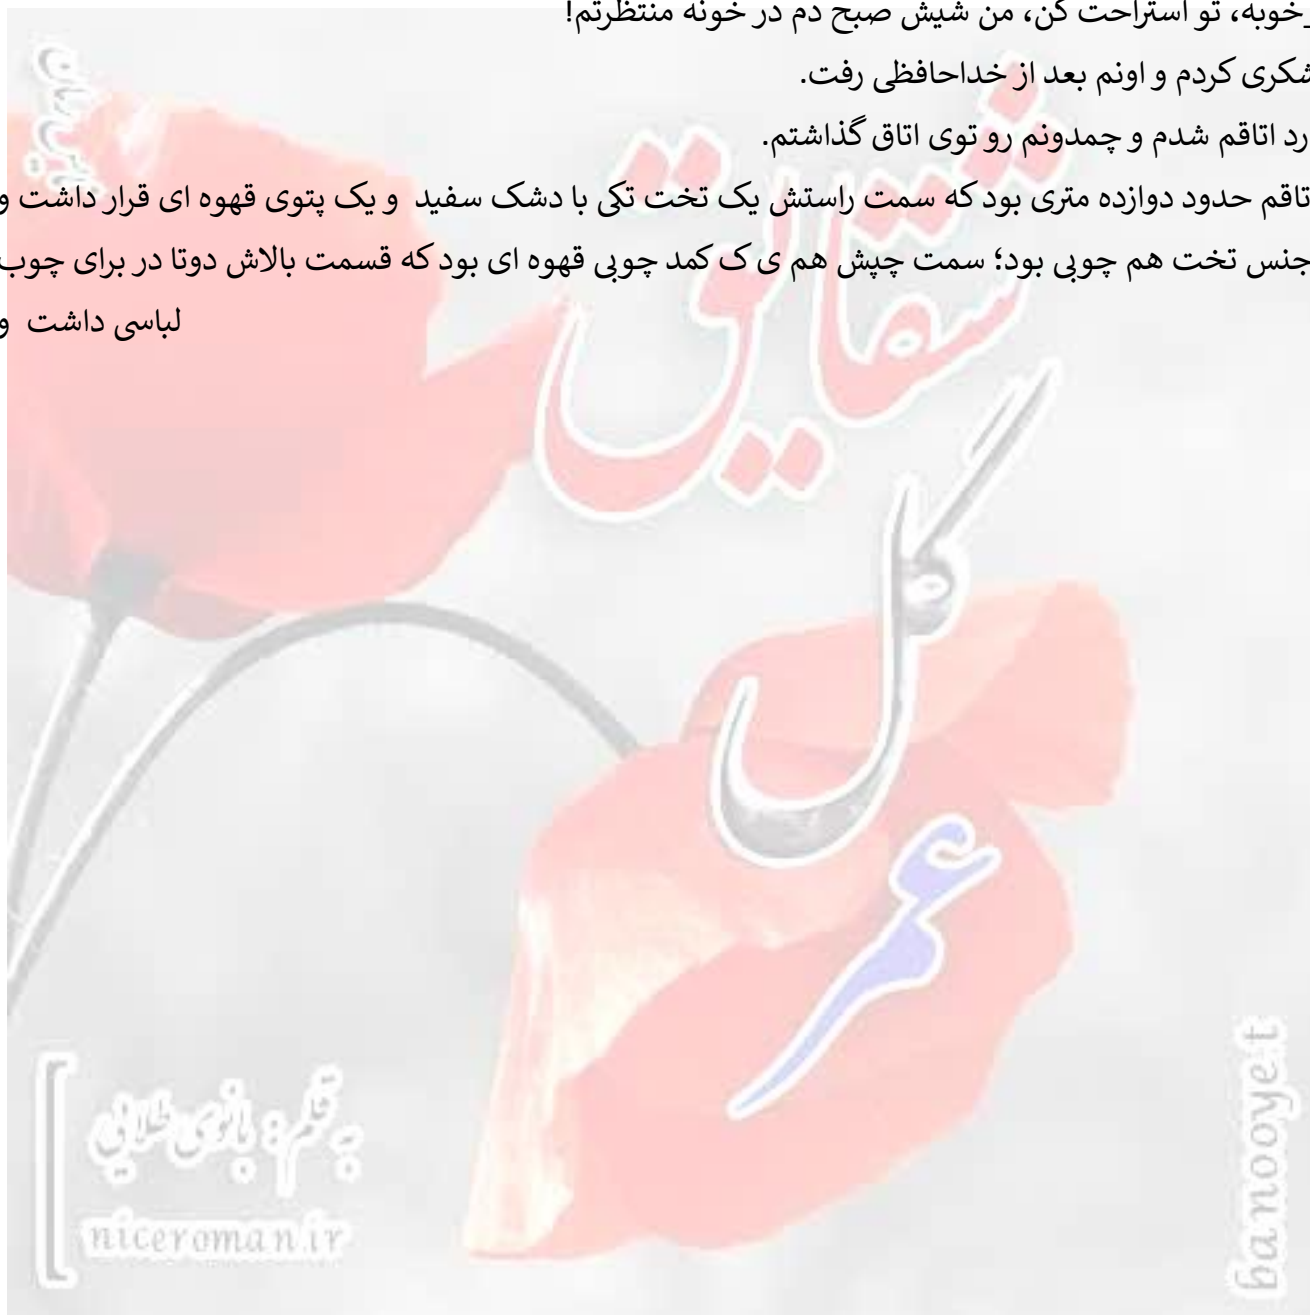 خوبه، تو استراحت کن، من شیش صبح دم در خونه منتظرتم!
شکری کردم و اونم بعد از خداحافظی رفت.
رد اتاقم شدم و چمدونم رو توی اتاق گذاشتم.
تاقم حدود دوازده متری بود که سمت راستش یک تخت تکی با دشک سفید و یک پتوی قهوه ای قرار داشت و
جنس تخت هم چوبی بود؛ سمت چپش هم ی ک کمد چوبی قهوه ای بود که قسمت بالاش دوتا در برای چوب
لباسی داشت و
شقایق
گل
عمر
به قلم: بانوی طلایی
niceroman.ir
banooye.t